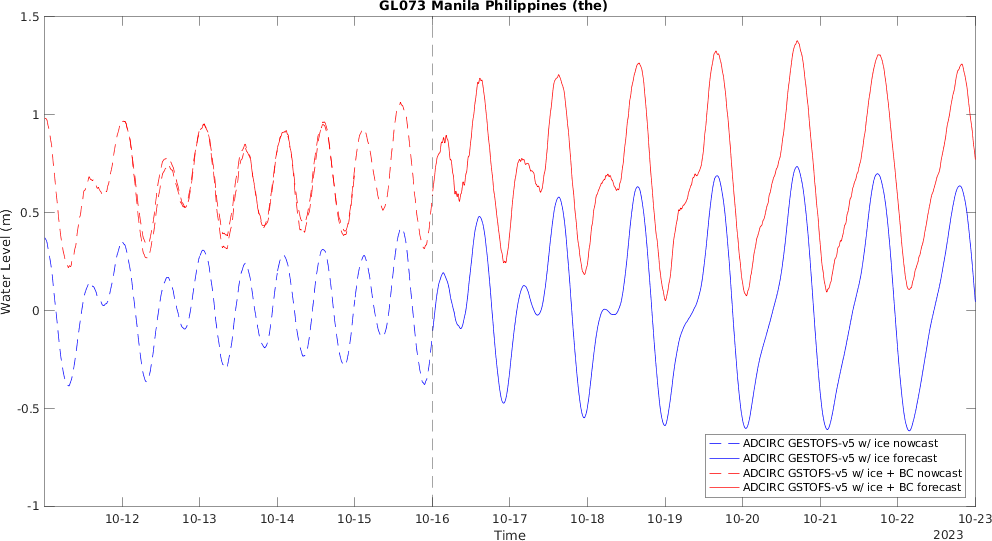 GL073 Manila Philippines (the)
1.5
1
0.5
0
-0.5
-1
Water Level (m)
10-12 10-13 10-14 10-15 10-16 10-17 10-18 10-19 10-20 10-21 10-22 10-23
Time
2023
ADCIRC GESTOFS-v5 w/ ice nowcast
ADCIRC GESTOFS-v5 w/ ice forecast
ADCIRC GSTOFS-v5 w/ ice + BC nowcast
ADCIRC GSTOFS-v5 w/ ice + BC forecast